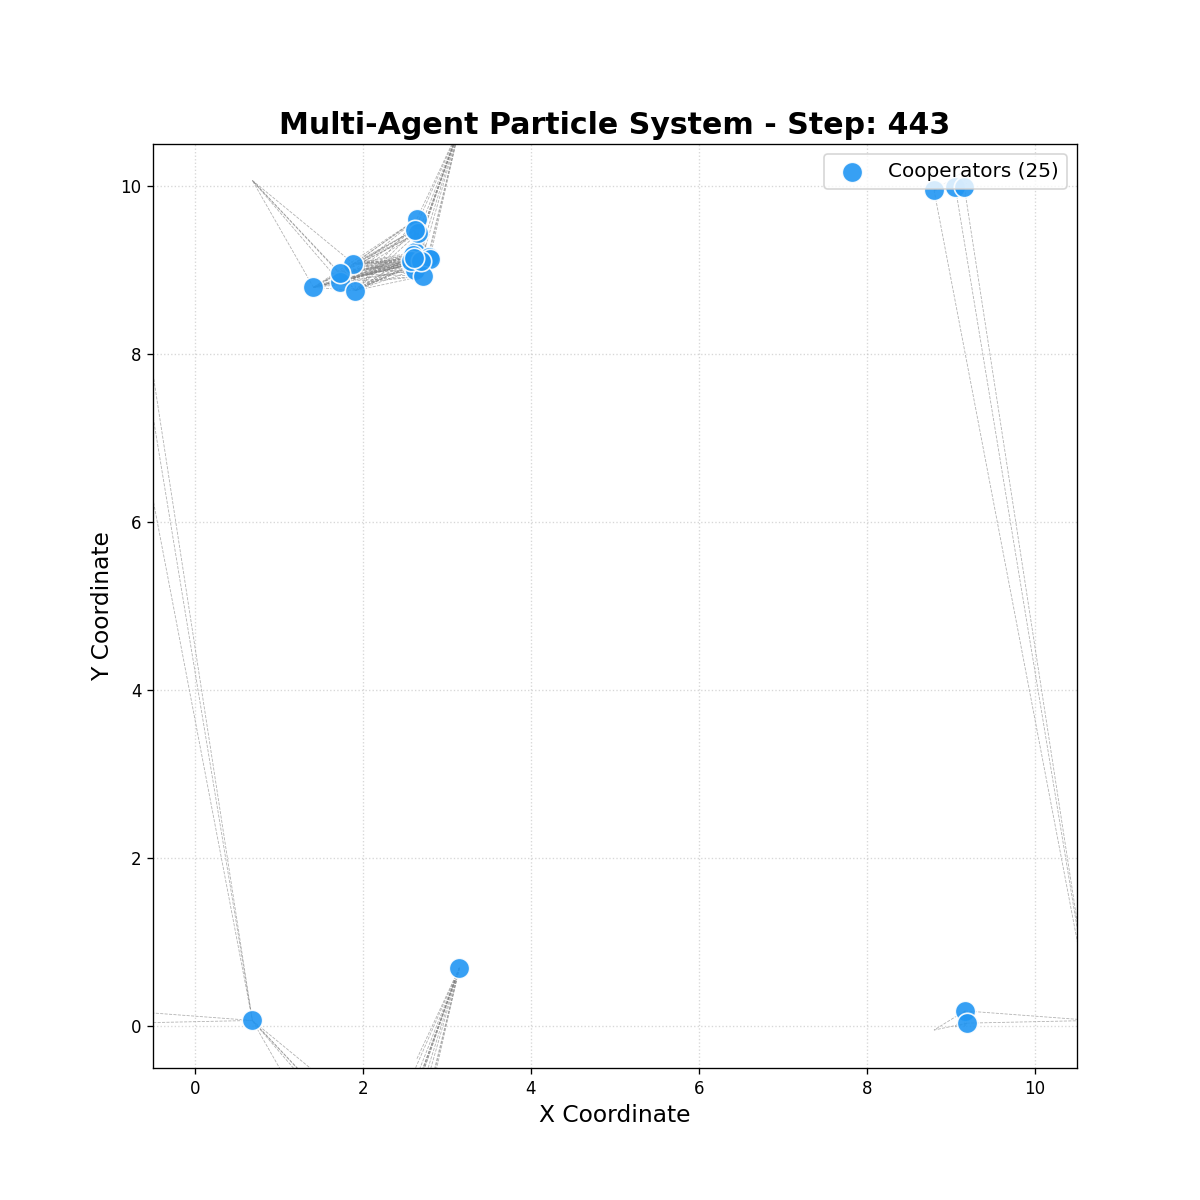 Multi-Agent Particle System - Step: 443
Cooperators (25)
10
8
6
4
2
0
Y Coordinate
0 2 4 6 8 10
X Coordinate